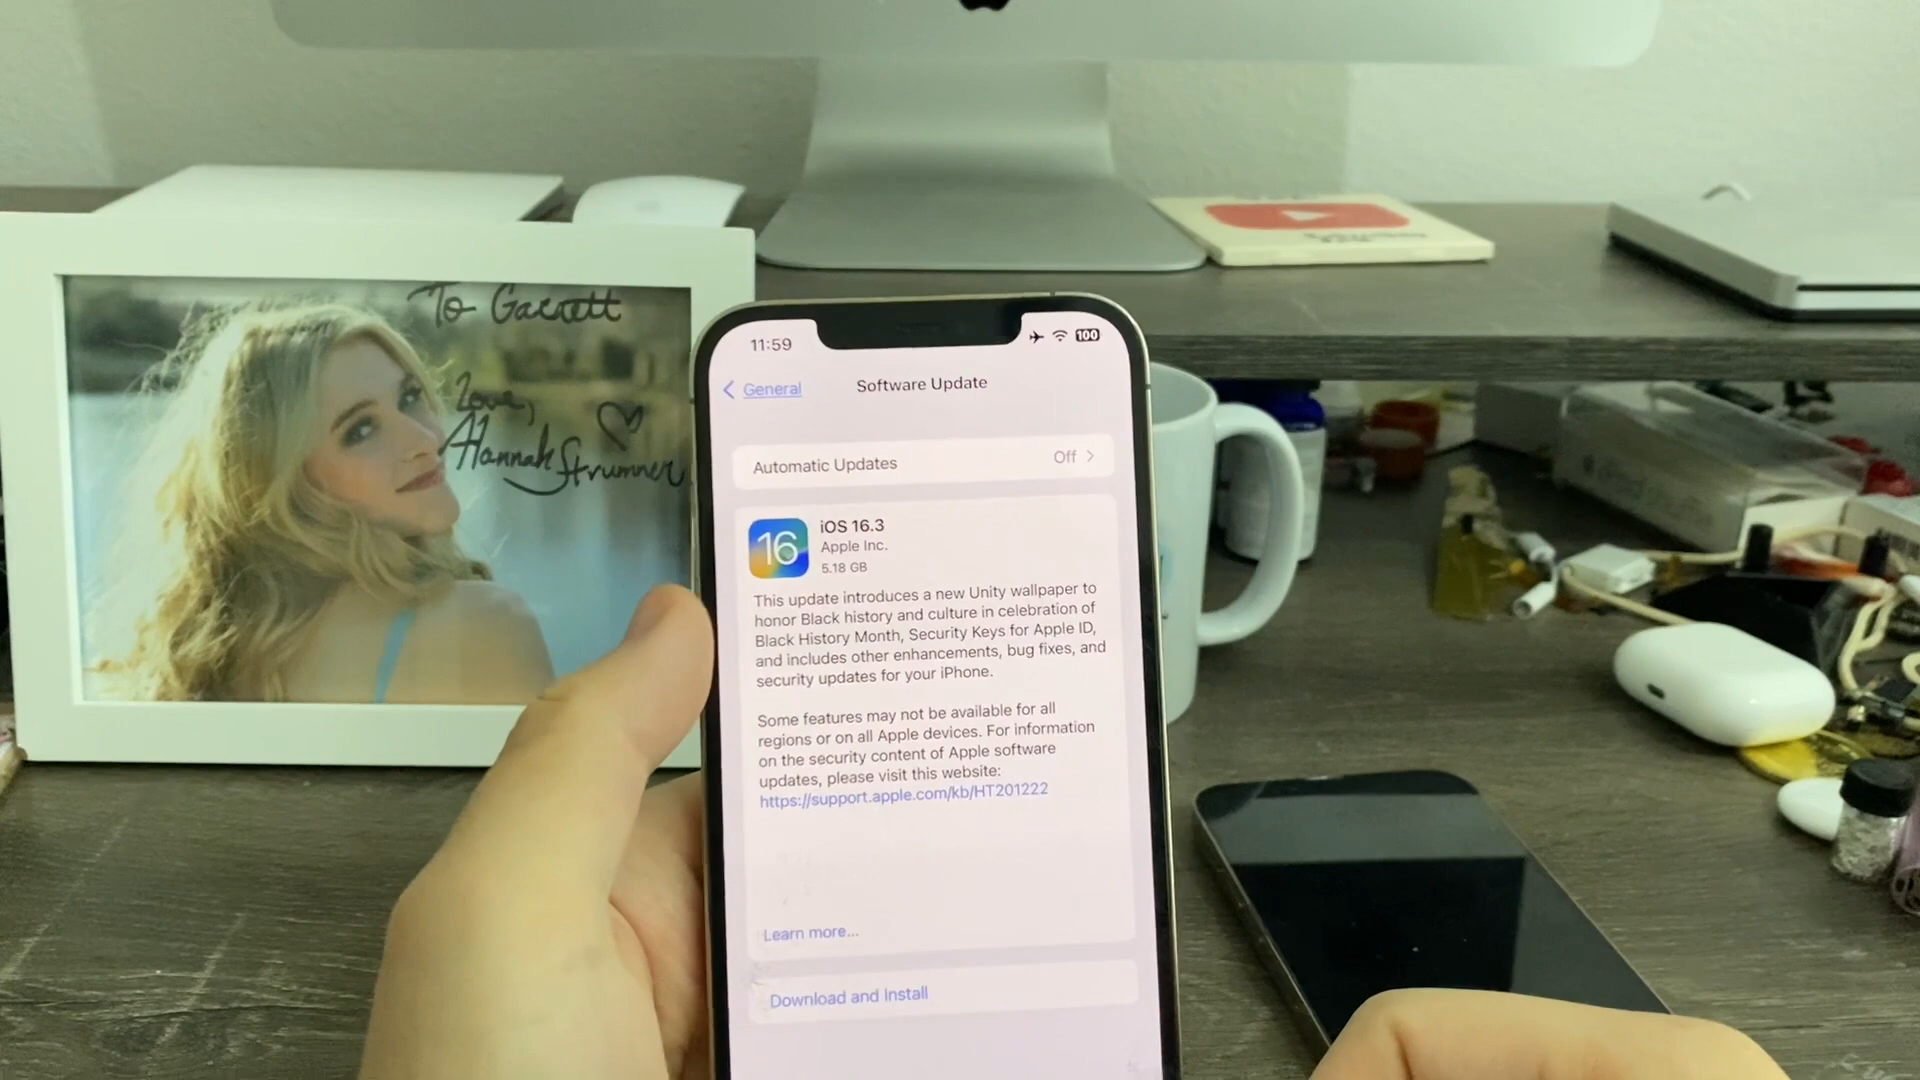 To Garrett
Love,
Hannah Strumner
11:59
100
General
Software Update
Automatic Updates
Off
16
iOS 16.3
Apple Inc.
5.18 GB
This update introduces a new Unity wallpaper to
honor Black history and culture in celebration of
Black History Month, Security Keys for Apple ID,
and includes other enhancements, bug fixes, and
security updates for your iPhone.
Some features may not be available for all
regions or on all Apple devices. For information
on the security content of Apple software
updates, please visit this website:
https://support.apple.com/kb/HT201222
Learn more...
Download and Install